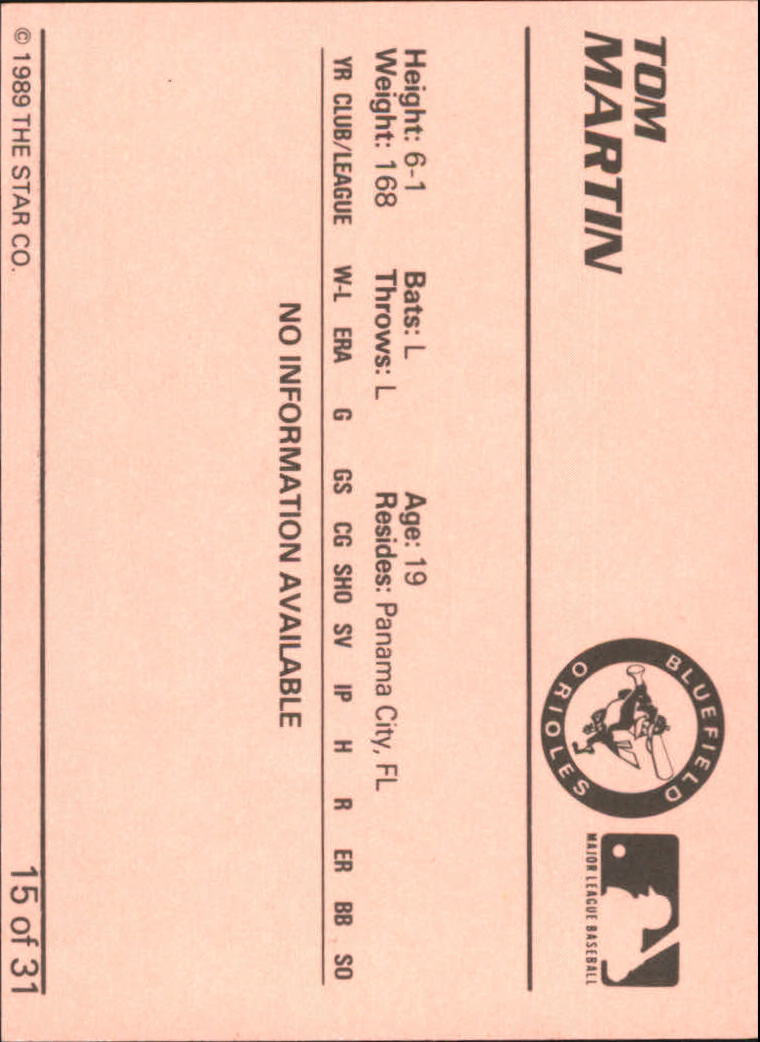 TOM
MARTIN
BLUEFIELD
ORIOLES
MAJOR LEAGUE BASEBALL
Height: 6-1 Bats: L Age: 19
Weight: 168 Throws: L Resides: Panama City, FL
YR CLUB/LEAGUE W-L ERA G GS CG SHO SV IP H R ER BB SO
NO INFORMATION AVAILABLE
© 1989 THE STAR CO. 15 of 31